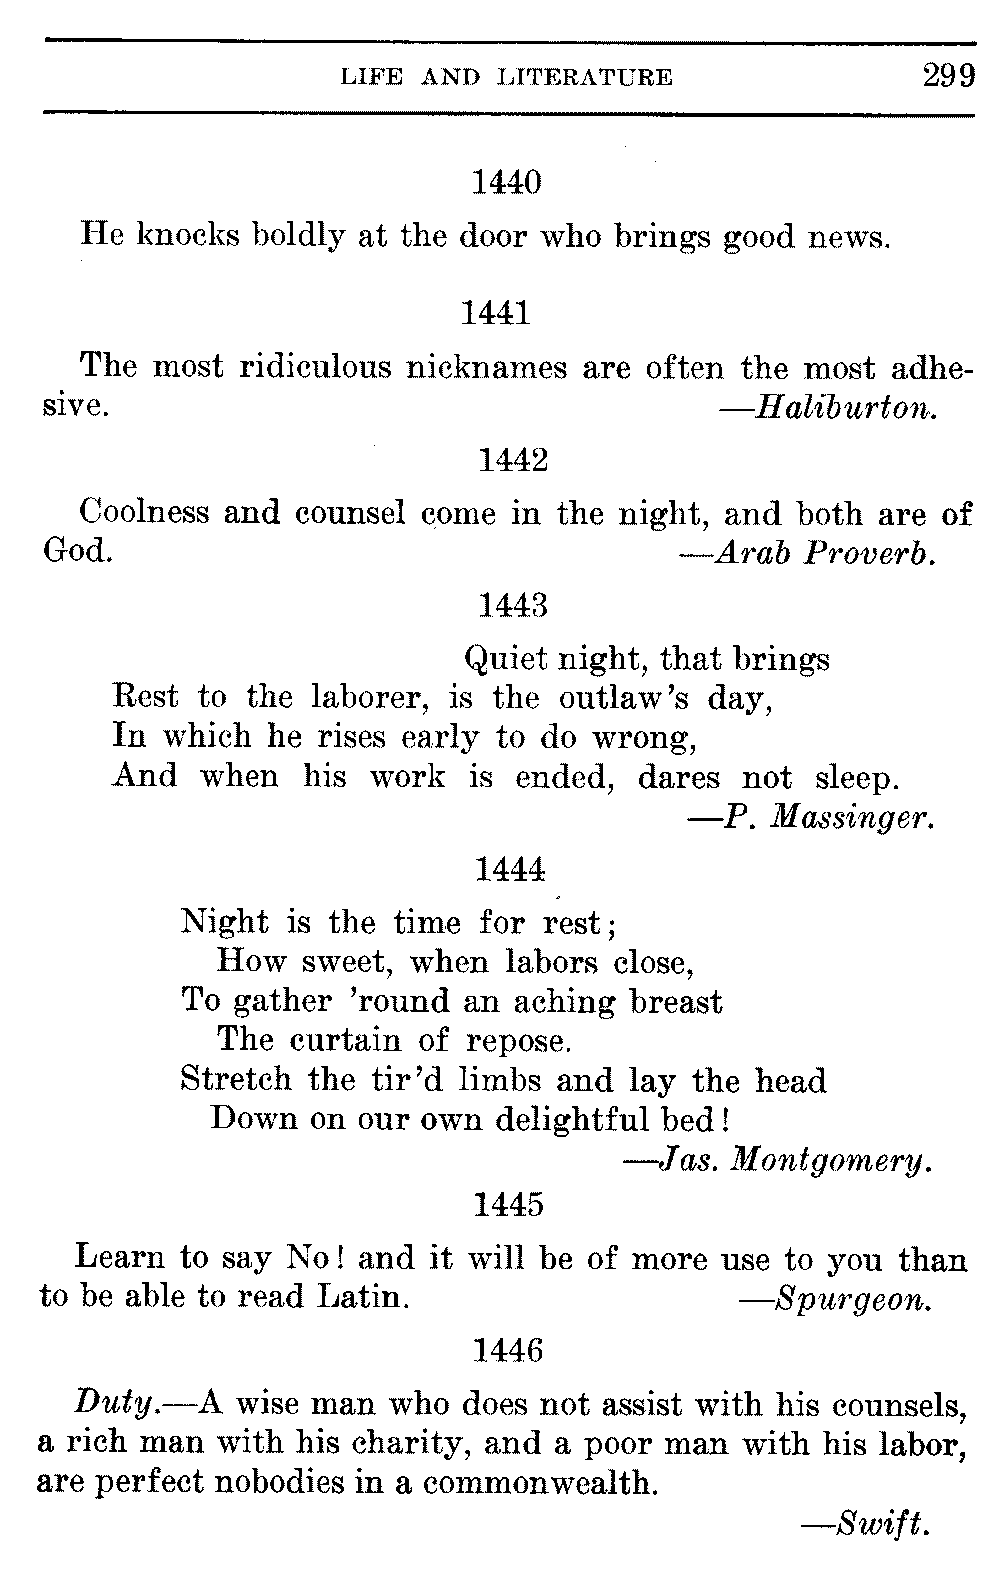 LIFE AND LITERATURE 299
1440
He knocks boldly at the door who brings good news.
1441
The most ridiculous nicknames are often the most adhe-
sive. —Haliburton.
1442
Coolness and counsel come in the night, and both are of
God. —Arab Proverb.
1443
Quiet night, that brings
Rest to the laborer, is the outlaw's day,
In which he rises early to do wrong,
And when his work is ended, dares not sleep.
—P. Massinger.
1444
Night is the time for rest;
How sweet, when labors close,
To gather 'round an aching breast
The curtain of repose.
Stretch the tir'd limbs and lay the head
Down on our own delightful bed!
—Jas. Montgomery.
1445
Learn to say No! and it will be of more use to you than
to be able to read Latin. —Spurgeon.
1446
Duty.—A wise man who does not assist with his counsels,
a rich man with his charity, and a poor man with his labor,
are perfect nobodies in a commonwealth.
—Swift.